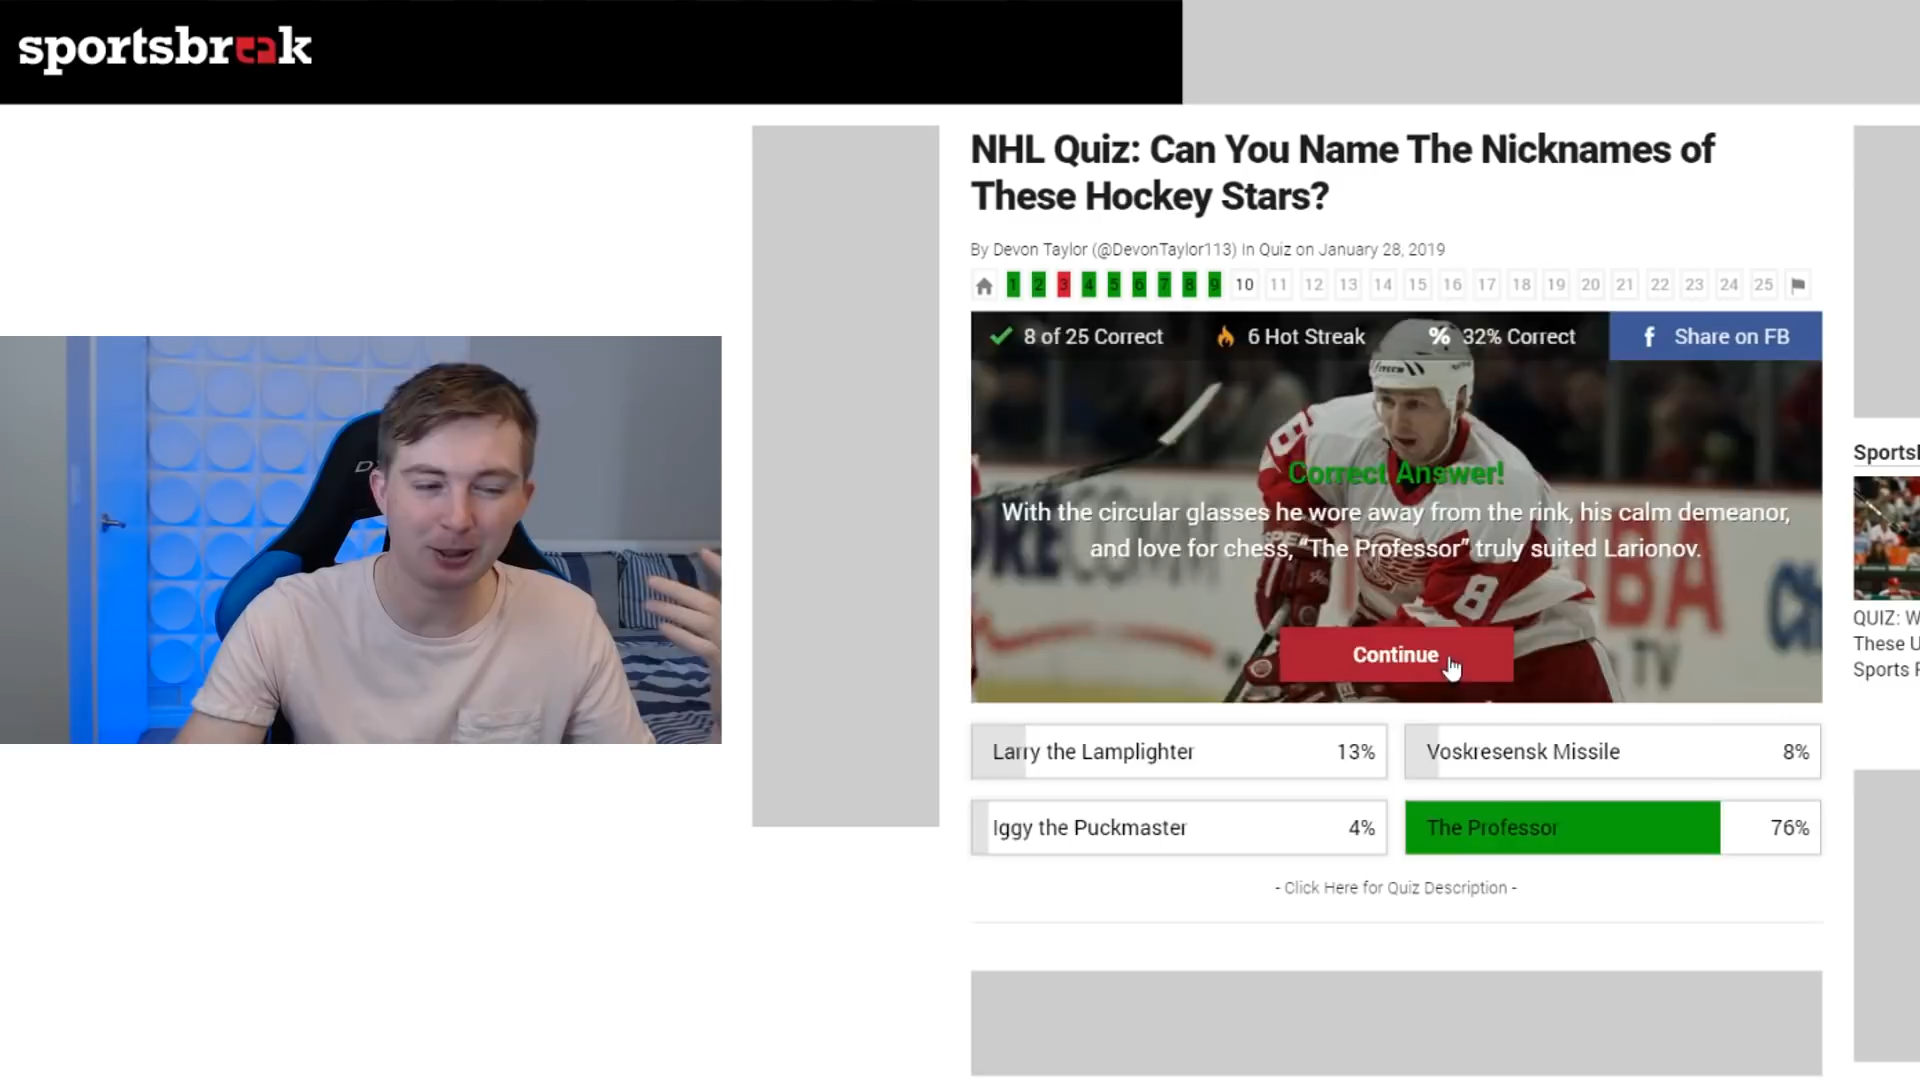 sportsbreak
NHL Quiz: Can You Name The Nicknames of
These Hockey Stars?
By Devon Taylor (@DevonTaylor113) In Quiz on January 28, 2019
1 2 3 4 5 6 7 8 9 10 11 12 13 14 15 16 17 18 19 20 21 22 23 24 25
8 of 25 Correct
6 Hot Streak
% 32% Correct
f Share on FB
Correct Answer!
With the circular glasses he wore away from the rink, his calm demeanor,
and love for chess, “The Professor” truly suited Larionov.
8
8
TV
Continue
Larry the Lamplighter 13%
Voskresensk Missile 8%
Iggy the Puckmaster 4%
The Professor 76%
- Click Here for Quiz Description -
QUIZ: W
These U
Sports